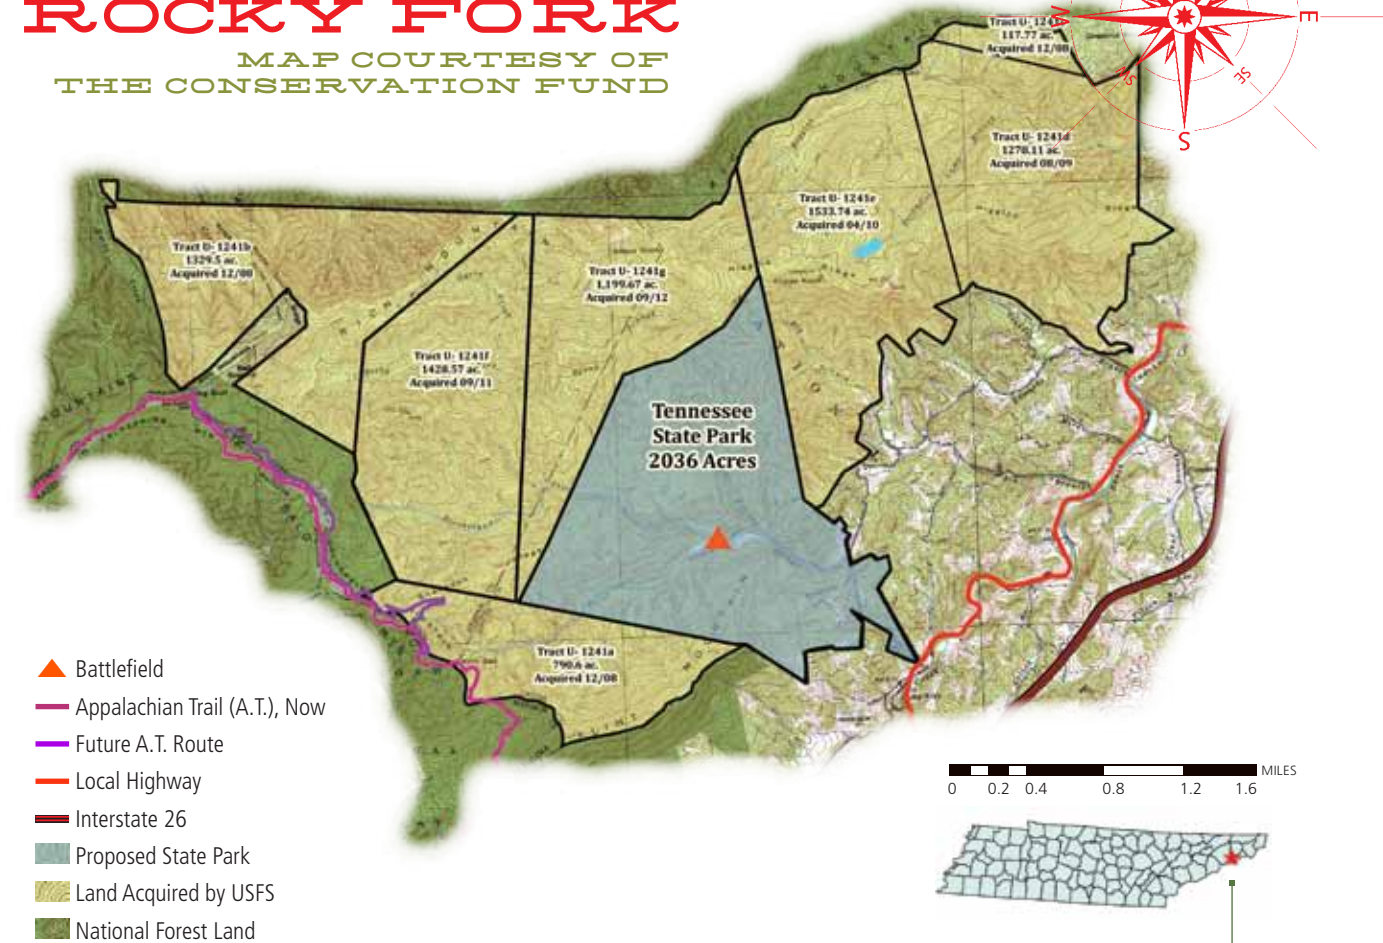 ROCKY FORK
MAP COURTESY OF
THE CONSERVATION FUND
W
E
SW
SE
S
117.77 ac.
Acquired 12/08
Tract U- 1241d
1278.11 ac.
Acquired 08/09
Tract U- 1241e
1533.74 ac.
Acquired 04/10
Tract U- 1241b
1329.5 ac.
Acquired 12/08
Tract U- 1241g
1,199.67 ac.
Acquired 09/12
Tract U- 1241f
1428.57 ac.
Acquired 09/11
Tennessee
State Park
2036 Acres
Tract U- 1241a
790.6 ac.
Acquired 12/08
Battlefield
Appalachian Trail (A.T.), Now
Future A.T. Route
Local Highway
Interstate 26
Proposed State Park
Land Acquired by USFS
National Forest Land
MILES
0 0.2 0.4 0.8 1.2 1.6